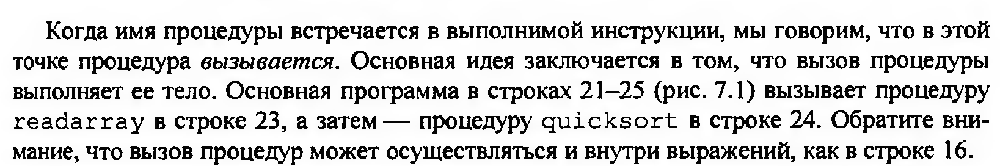 Когда имя процедуры встречается в выполнимой инструкции, мы говорим, что в этой
точке процедура вызывается. Основная идея заключается в том, что вызов процедуры
выполняет ее тело. Основная программа в строках 21–25 (рис. 7.1) вызывает процедуру
readarray в строке 23, а затем — процедуру quicksort в строке 24. Обратите вни-
мание, что вызов процедур может осуществляться и внутри выражений, как в строке 16.